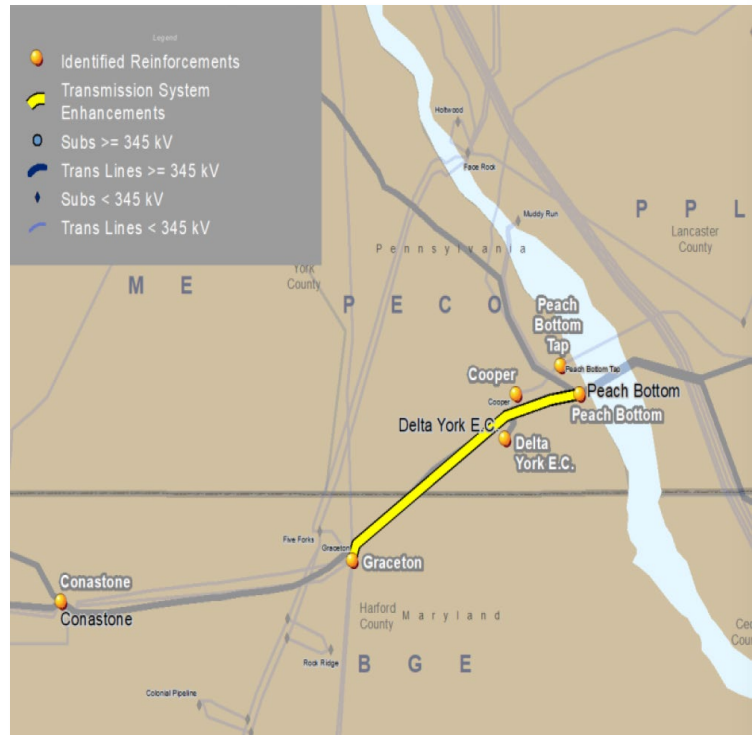 Legend
Identified Reinforcements
Transmission System
Enhancements
Subs >= 345 kV
Trans Lines >= 345 kV
Subs < 345 kV
Trans Lines < 345 kV
Holtwood
Face Rock
Muddy Run
P P L
Lancaster
County
Pennsylvania
York
County
M E
P E C O
Peach
Bottom
Tap
Peach Bottom Tap
Cooper
Cooper
Peach Bottom
Peach Bottom
Delta York E.C.
Delta
York E.C.
Five Forks
Graceton
Graceton
Conastone
Conastone
Harford
County
Maryland
Rock Ridge
B G E
Colonial Pipeline